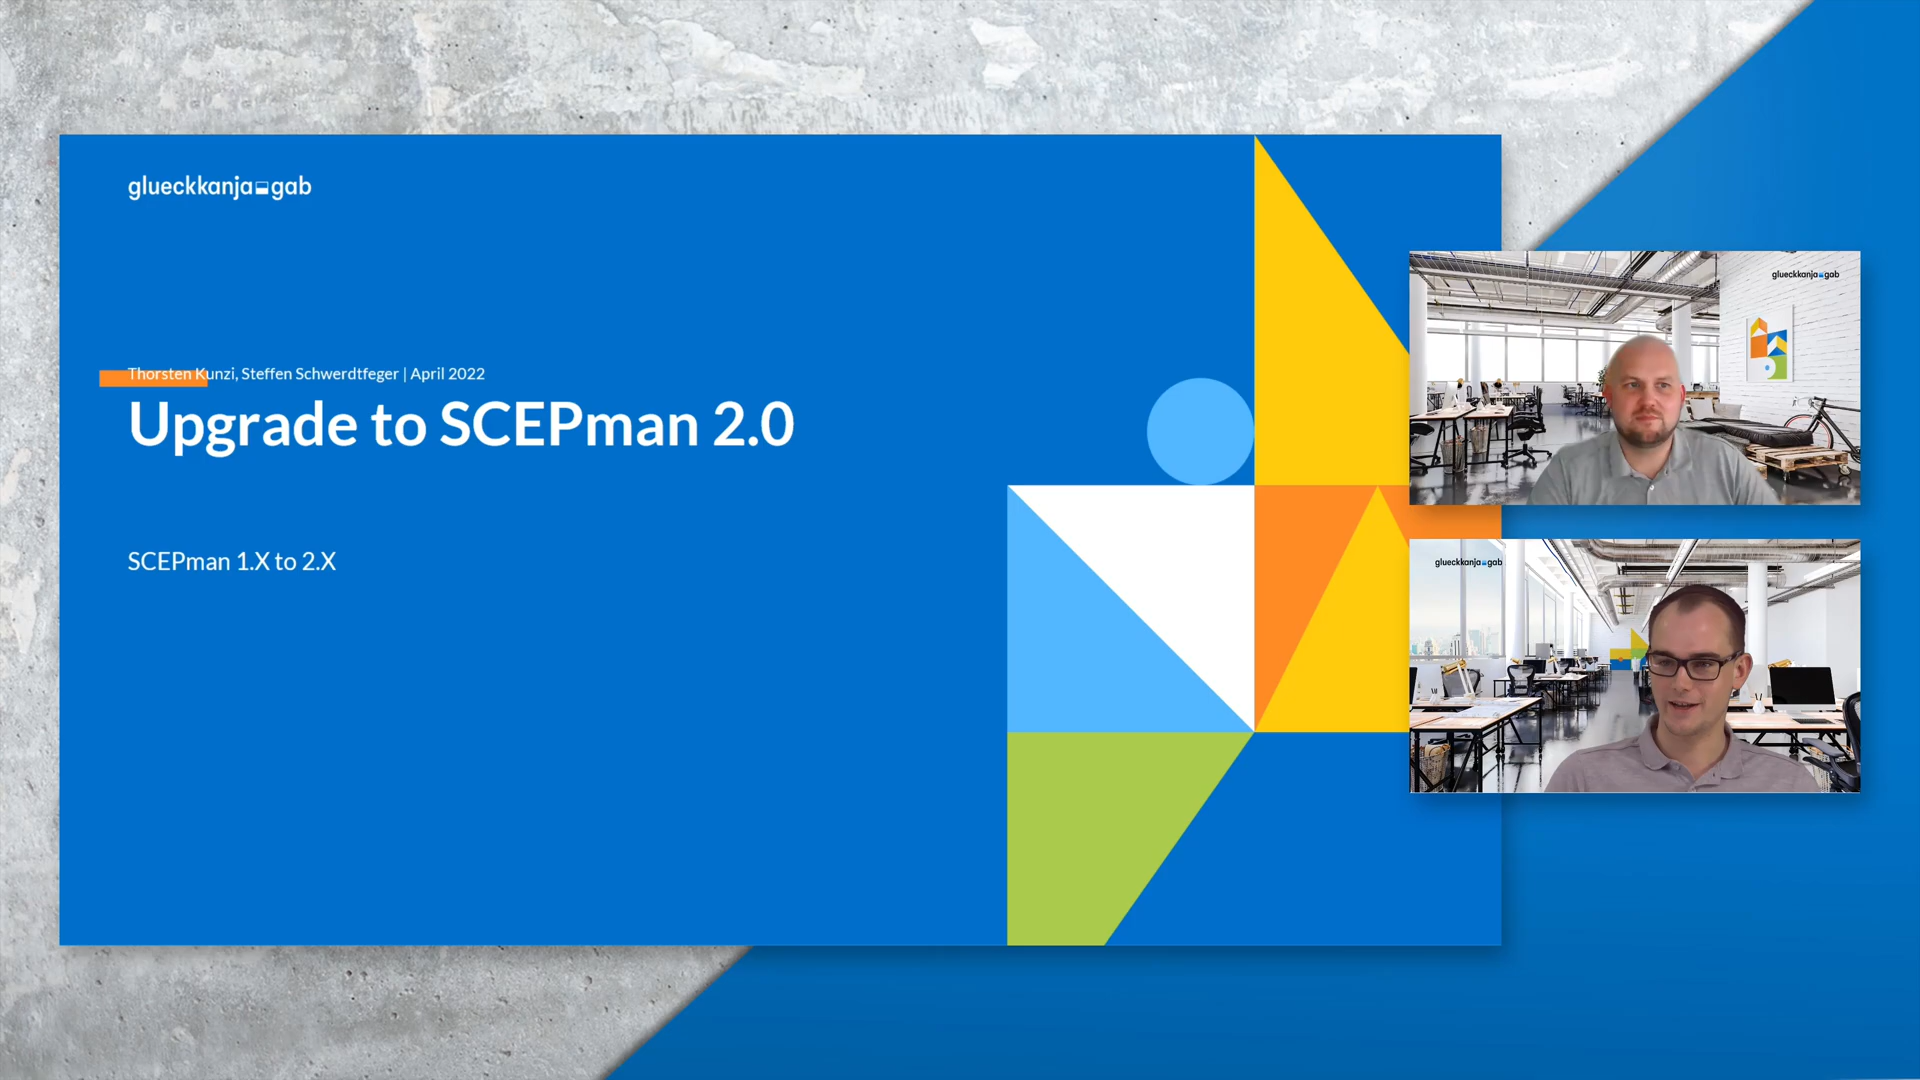 glueckkanja gab
Thorsten Kunzi, Steffen Schwerdtfeger | April 2022
Upgrade to SCEPman 2.0
SCEPman 1.X to 2.X
glueckkanja gab
glueckkanja gab